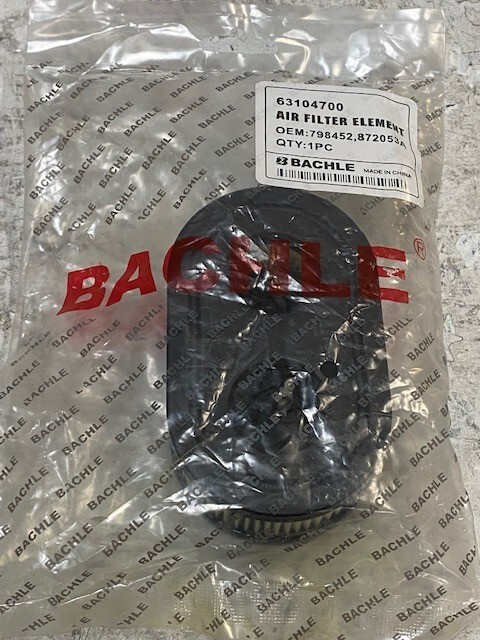 63104700
AIR FILTER ELEMENT
OEM:798452,872053A
QTY:1PC
BACHLE
MADE IN CHINA
BACHLE®